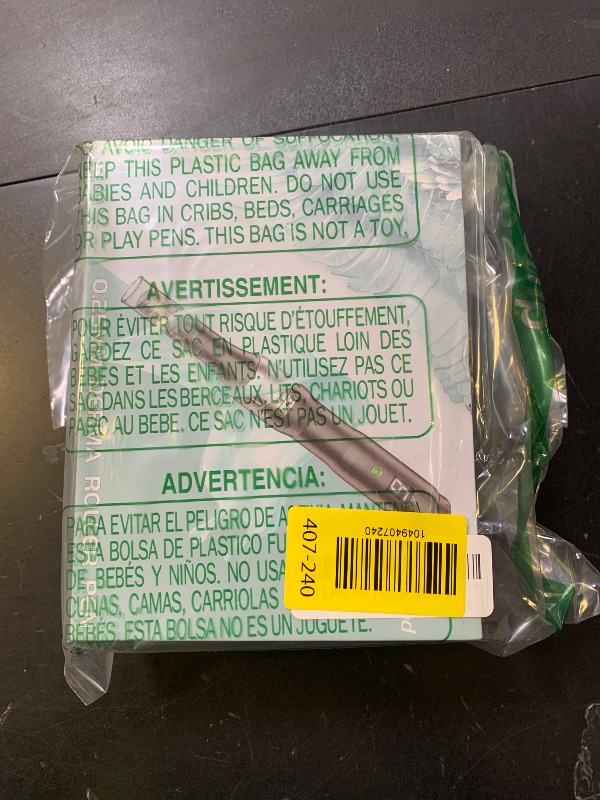 AVOID DANGER OF SUFFOCATION,
KEEP THIS PLASTIC BAG AWAY FROM
BABIES AND CHILDREN. DO NOT USE
THIS BAG IN CRIBS, BEDS, CARRIAGES
OR PLAY PENS. THIS BAG IS NOT A TOY.
AVERTISSEMENT:
POUR ÉVITER TOUT RISQUE D'ÉTOUFFEMENT,
GARDEZ CE SAC EN PLASTIQUE LOIN DES
BÉBÉS ET LES ENFANTS. N'UTILISEZ PAS CE
SAC DANS LES BERCEAUX, LITS, CHARIOTS OU
PARC AU BEBE. CE SAC N'EST PAS UN JOUET.
ADVERTENCIA:
PARA EVITAR EL PELIGRO DE MANTENGA
ESTA BOLSA DE PLASTICO
DE BEBÉS Y NIÑOS. NO
CUNAS, CAMAS, CARRIOLAS
BEBÉS. ESTA BOLSA NO ES UN JUGUETE.
ROLLER
407-240
1049407240